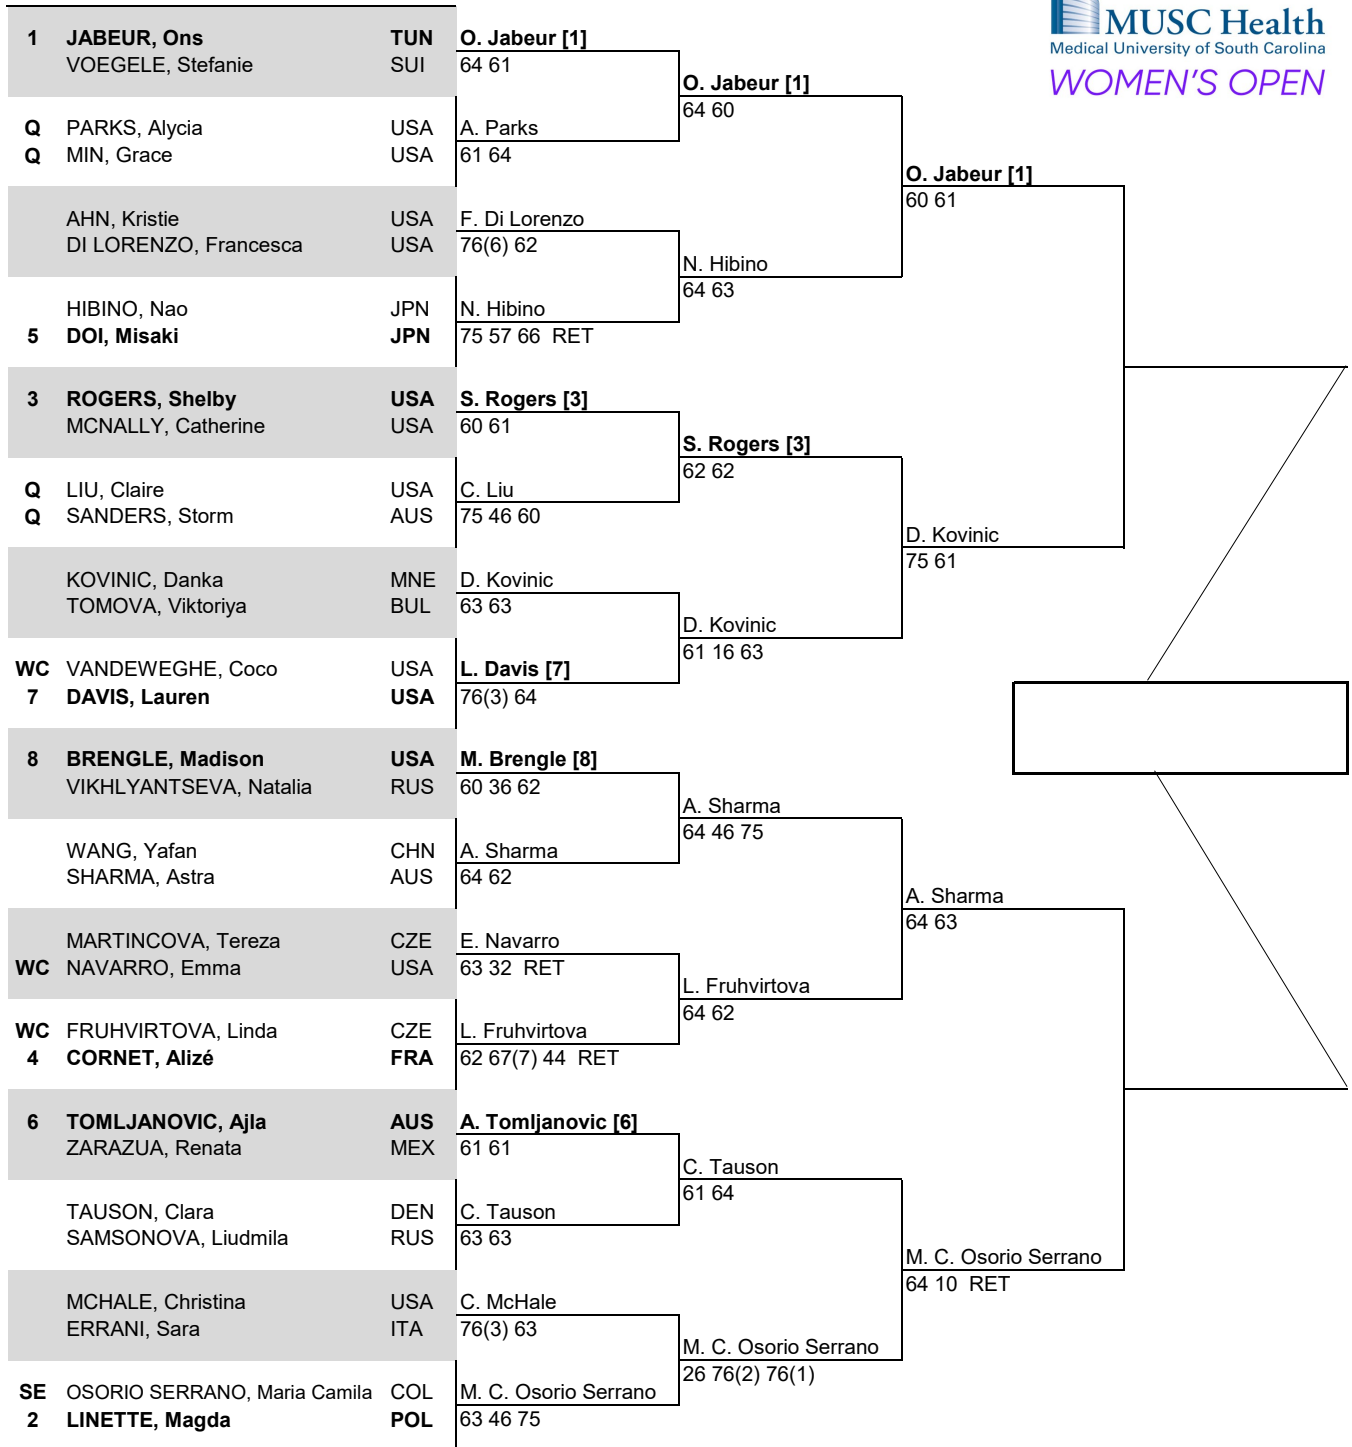 MUSC Health
Medical University of South Carolina
WOMEN'S OPEN
1 JABEUR, Ons TUN
VOEGELE, Stefanie SUI
Q PARKS, Alycia USA
Q MIN, Grace USA
AHN, Kristie USA
DI LORENZO, Francesca USA
HIBINO, Nao JPN
5 DOI, Misaki JPN
3 ROGERS, Shelby USA
MCNALLY, Catherine USA
Q LIU, Claire USA
Q SANDERS, Storm AUS
KOVINIC, Danka MNE
TOMOVA, Viktoriya BUL
WC VANDEWEGHE, Coco USA
7 DAVIS, Lauren USA
8 BRENGLE, Madison USA
VIKHLYANTSEVA, Natalia RUS
WANG, Yafan CHN
SHARMA, Astra AUS
MARTINCOVA, Tereza CZE
WC NAVARRO, Emma USA
WC FRUHVIRTOVA, Linda CZE
4 CORNET, Alizé FRA
6 TOMLJANOVIC, Ajla AUS
ZARAZUA, Renata MEX
TAUSON, Clara DEN
SAMSONOVA, Liudmila RUS
MCHALE, Christina USA
ERRANI, Sara ITA
SE OSORIO SERRANO, Maria Camila COL
2 LINETTE, Magda POL
O. Jabeur [1]
64 61
A. Parks
61 64
F. Di Lorenzo
76(6) 62
N. Hibino
75 57 66 RET
S. Rogers [3]
60 61
C. Liu
75 46 60
D. Kovinic
63 63
L. Davis [7]
76(3) 64
M. Brengle [8]
60 36 62
A. Sharma
64 62
E. Navarro
63 32 RET
L. Fruhvirtova
62 67(7) 44 RET
A. Tomljanovic [6]
61 61
C. Tauson
63 63
C. McHale
76(3) 63
M. C. Osorio Serrano
63 46 75
O. Jabeur [1]
64 60
N. Hibino
64 63
S. Rogers [3]
62 62
D. Kovinic
61 16 63
A. Sharma
64 46 75
L. Fruhvirtova
64 62
C. Tauson
61 64
M. C. Osorio Serrano
26 76(2) 76(1)
O. Jabeur [1]
60 61
D. Kovinic
75 61
A. Sharma
64 63
M. C. Osorio Serrano
64 10 RET